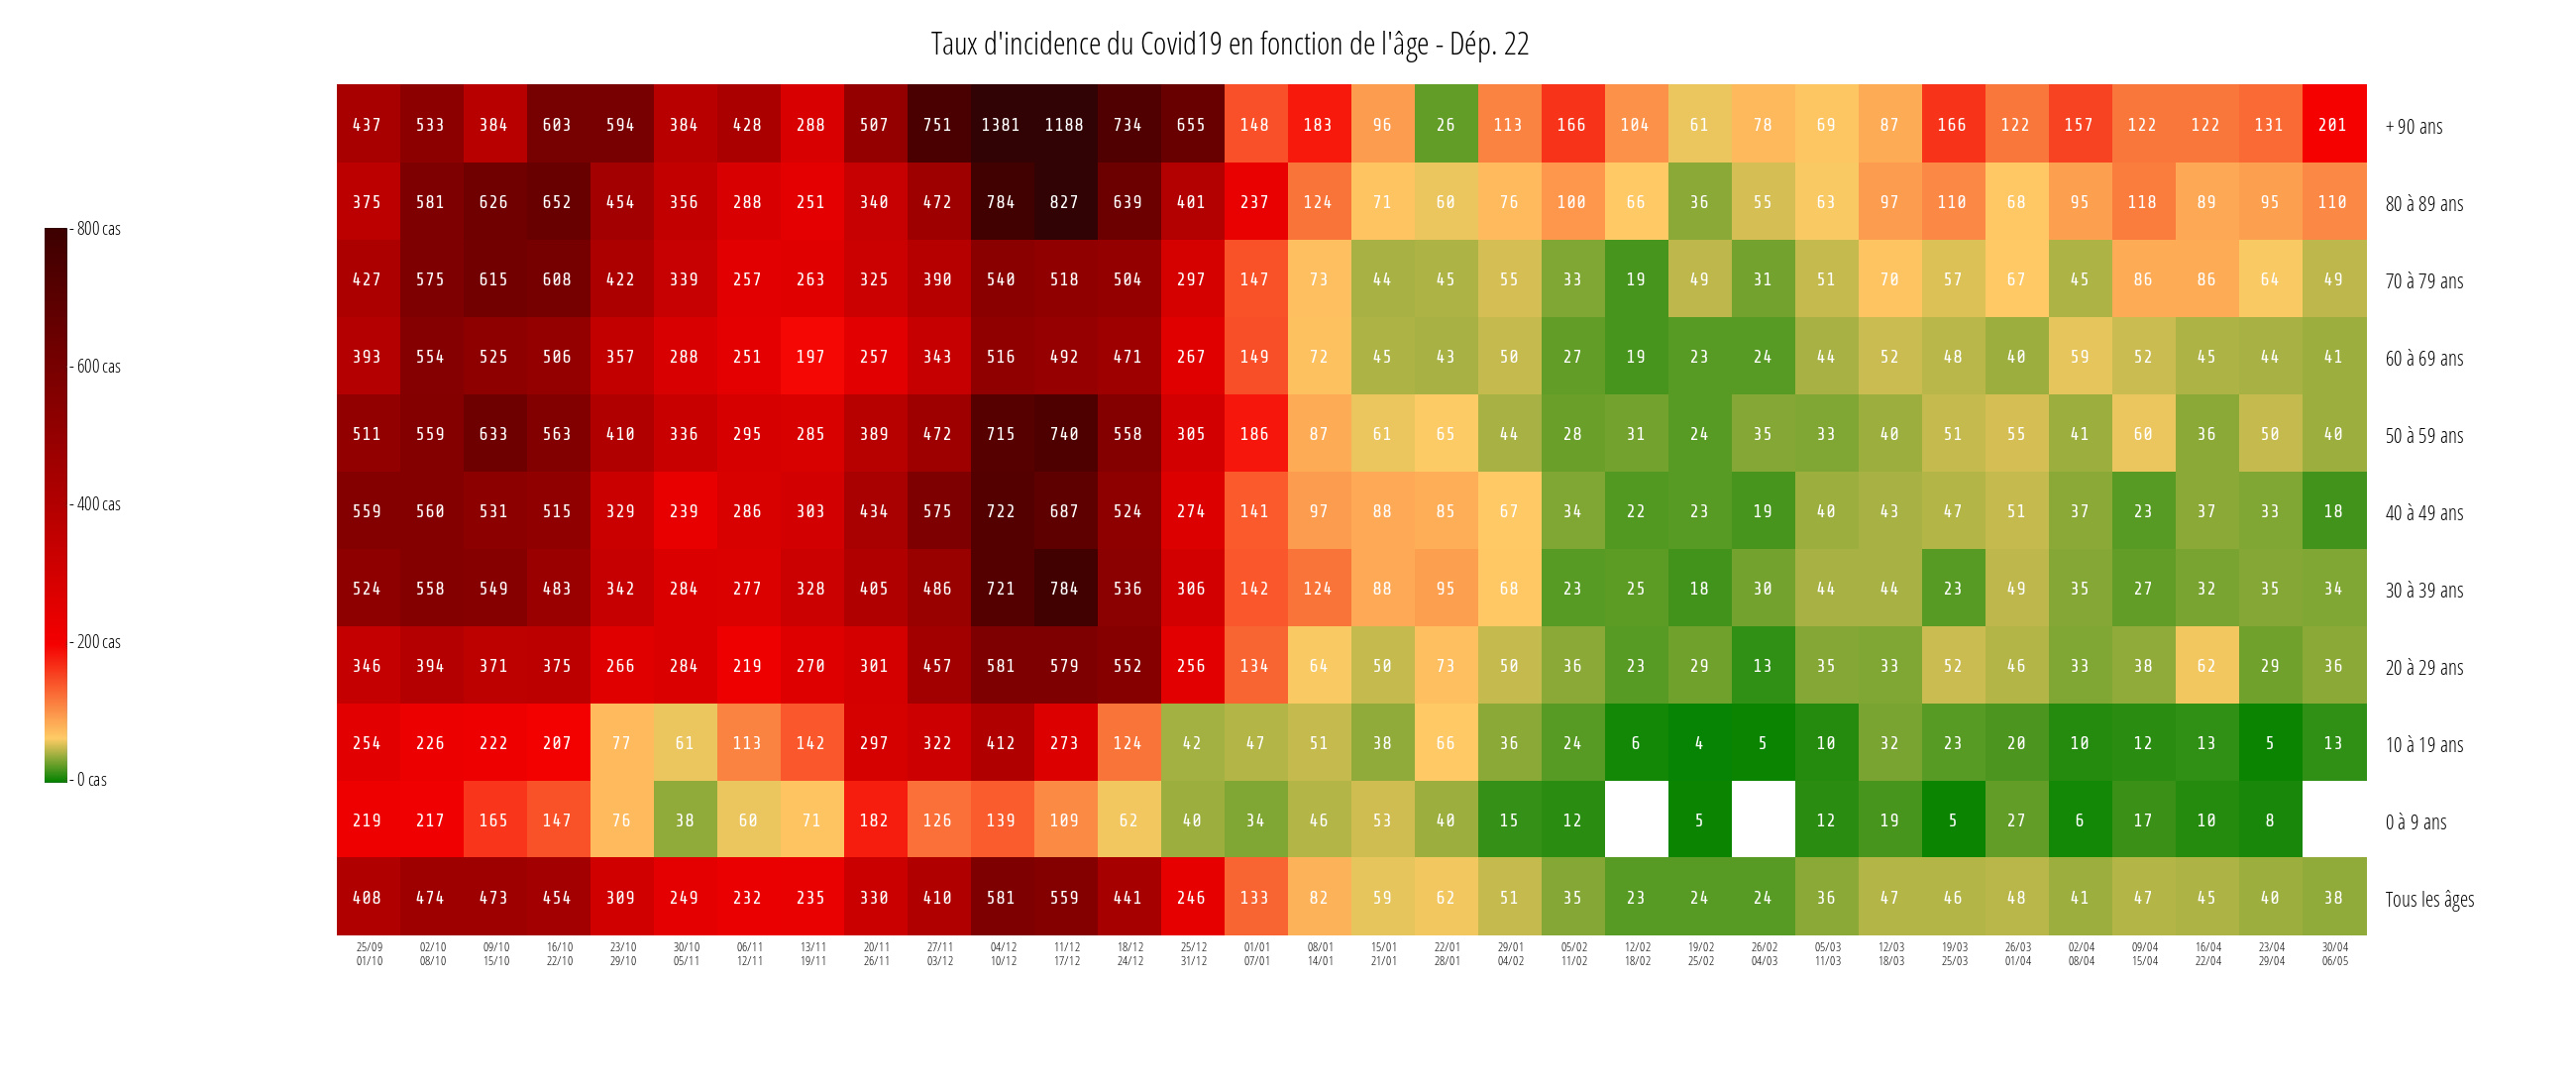 Taux d'incidence du Covid19 en fonction de l'âge - Dép. 22
437 533 384 603 594 384 428 288 507 751 1381 1188 734 655 148 183 96 26 113 166 104 61 78 69 87 166 122 157 122 122 131 201 + 90 ans
375 581 626 652 454 356 288 251 340 472 784 827 639 401 237 124 71 60 76 100 66 36 55 63 97 110 68 95 118 89 95 110 80 à 89 ans
427 575 615 608 422 339 257 263 325 390 540 518 504 297 147 73 44 45 55 33 19 49 31 51 70 57 67 45 86 86 64 49 70 à 79 ans
393 554 525 506 357 288 251 197 257 343 516 492 471 267 149 72 45 43 50 27 19 23 24 44 52 48 40 59 52 45 44 41 60 à 69 ans
511 559 633 563 410 336 295 285 389 472 715 740 558 305 186 87 61 65 44 28 31 24 35 33 40 51 55 41 60 36 50 40 50 à 59 ans
559 560 531 515 329 239 286 303 434 575 722 687 524 274 141 97 88 85 67 34 22 23 19 40 43 47 51 37 23 37 33 18 40 à 49 ans
524 558 549 483 342 284 277 328 405 486 721 784 536 306 142 124 88 95 68 23 25 18 30 44 44 23 49 35 27 32 35 34 30 à 39 ans
346 394 371 375 266 284 219 270 301 457 581 579 552 256 134 64 50 73 50 36 23 29 13 35 33 52 46 33 38 62 29 36 20 à 29 ans
254 226 222 207 77 61 113 142 297 322 412 273 124 42 47 51 38 66 36 24 6 4 5 10 32 23 20 10 12 13 5 13 10 à 19 ans
219 217 165 147 76 38 60 71 182 126 139 109 62 40 34 46 53 40 15 12 5 12 19 5 27 6 17 10 8 0 à 9 ans
408 474 473 454 309 249 232 235 330 410 581 559 441 246 133 82 59 62 51 35 23 24 24 36 47 46 48 41 47 45 40 38 Tous les âges
25/09 02/10 09/10 16/10 23/10 30/10 06/11 13/11 20/11 27/11 04/12 11/12 18/12 25/12 01/01 08/01 15/01 22/01 29/01 05/02 12/02 19/02 26/02 05/03 12/03 19/03 26/03 02/04 09/04 16/04 23/04 30/04
01/10 08/10 15/10 22/10 29/10 05/11 12/11 19/11 26/11 03/12 10/12 17/12 24/12 31/12 07/01 14/01 21/01 28/01 04/02 11/02 18/02 25/02 04/03 11/03 18/03 25/03 01/04 08/04 15/04 22/04 29/04 06/05
- 800 cas
- 600 cas
- 400 cas
- 200 cas
- 0 cas